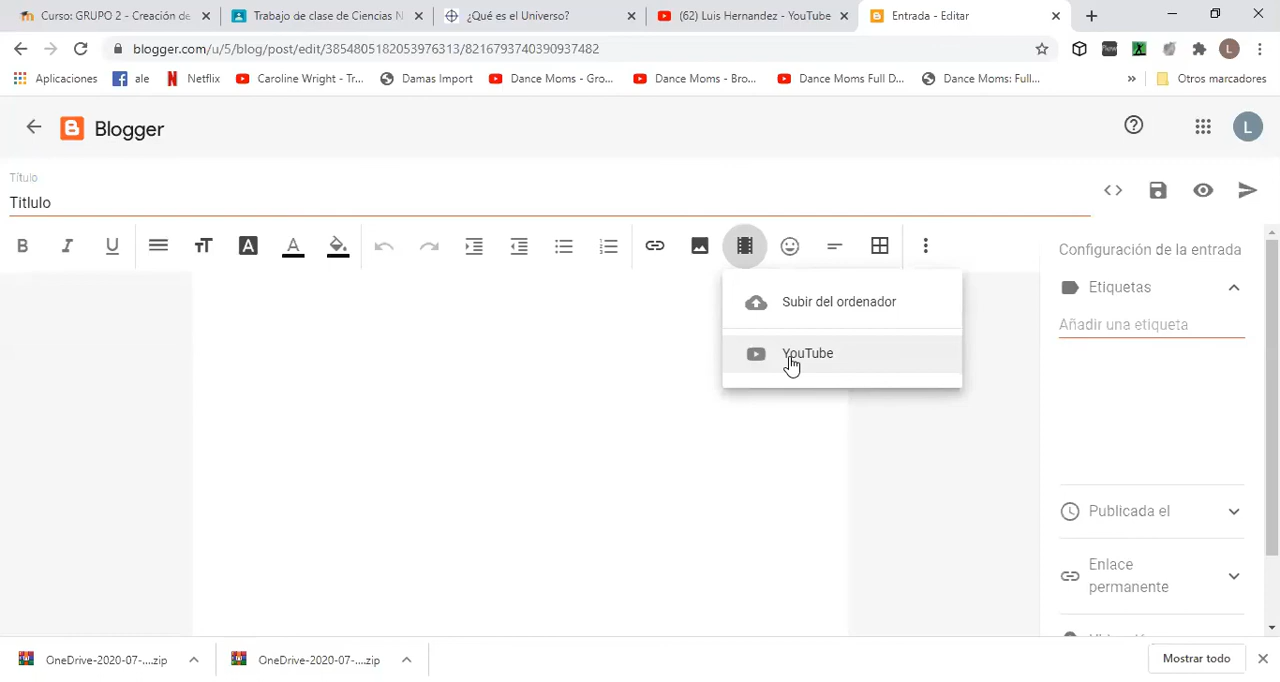 Curso: GRUPO 2 - Creación de
Trabajo de clase de Ciencias N
¿Qué es el Universo?
(62) Luis Hernandez - YouTube
Entrada - Editar
blogger.com/u/5/blog/post/edit/3854805182053976313/8216793740390937482
L
Aplicaciones
ale
Netflix
Caroline Wright - Tr...
Damas Import
Dance Moms - Gro...
Dance Moms - Bro...
Dance Moms Full D...
Dance Moms: Full...
»
Otros marcadores
Blogger
L
Título
Titlulo
B
I
U
A
A
Configuración de la entrada
Etiquetas
Añadir una etiqueta
Subir del ordenador
YouTube
Publicada el
Enlace
permanente
OneDrive-2020-07-....zip
OneDrive-2020-07-....zip
Mostrar todo